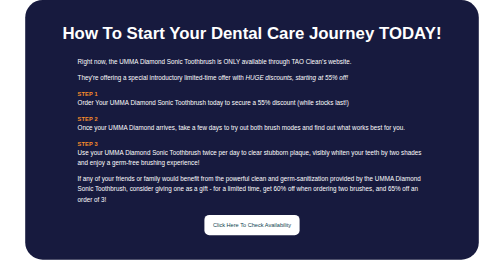 How To Start Your Dental Care Journey TODAY!
Right now, the UMMA Diamond Sonic Toothbrush is ONLY available through TAO Clean's website.
They're offering a special introductory limited-time offer with HUGE discounts, starting at 55% off!
STEP 1
Order Your UMMA Diamond Sonic Toothbrush today to secure a 55% discount (while stocks last!)
STEP 2
Once your UMMA Diamond arrives, take a few days to try out both brush modes and find out what works best for you.
STEP 3
Use your UMMA Diamond Sonic Toothbrush twice per day to clear stubborn plaque, visibly whiten your teeth by two shades
and enjoy a germ-free brushing experience!
If any of your friends or family would benefit from the powerful clean and germ-sanitization provided by the UMMA Diamond
Sonic Toothbrush, consider giving one as a gift - for a limited time, get 60% off when ordering two brushes, and 65% off an
order of 3!
Click Here To Check Availability